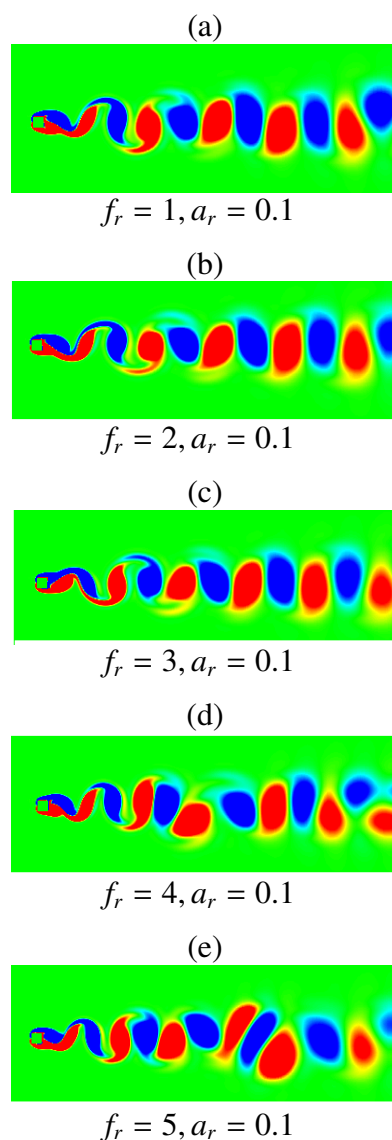 (a)
f_r = 1, a_r = 0.1
(b)
f_r = 2, a_r = 0.1
(c)
f_r = 3, a_r = 0.1
(d)
f_r = 4, a_r = 0.1
(e)
f_r = 5, a_r = 0.1